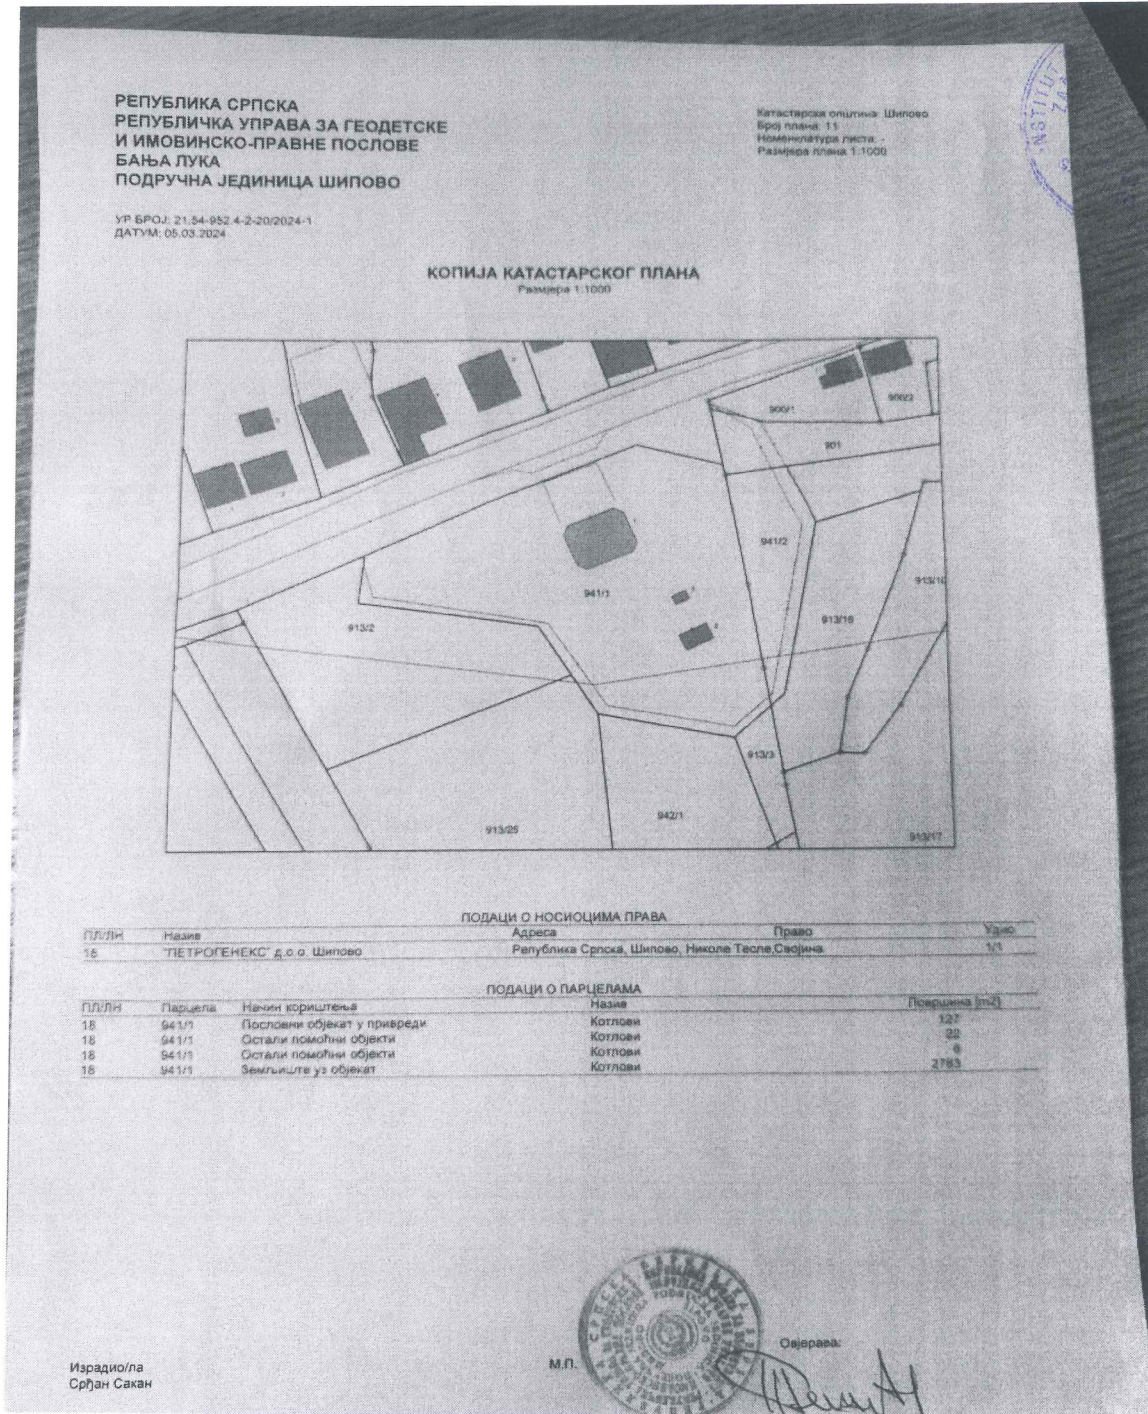 РЕПУБЛИКА СРПСКА
РЕПУБЛИЧКА УПРАВА ЗА ГЕОДЕТСКЕ
И ИМОВИНСКО-ПРАВНЕ ПОСЛОВЕ
БАЊА ЛУКА
ПОДРУЧНА ЈЕДИНИЦА ШИПОВО
Катастарска општина: Шипово
Број плана: 11
Номенклатура листа: -
Размјера плана 1:1000
INSTITUT ZA
УР БРОЈ: 21.54-952.4-2-20/2024-1
ДАТУМ: 05.03.2024
КОПИЈА КАТАСТАРСКОГ ПЛАНА
Размјера 1:1000
900/1
900/2
901
941/2
941/1
913/2
913/16
913/3
942/1
913/25
913/17
ПОДАЦИ О НОСИОЦИМА ПРАВА
ПЛ/ЛН Назив Адреса Право Удио
"ПЕТРОГЕНЕКС" д.о.о. Шипово Република Српска, Шипово, Николе Тесле, Својина 1/1
ПОДАЦИ О ПАРЦЕЛАМА
ПЛ/ЛН Парцела Начин кориштења Назив Површина [m2]
18 941/1 Пословни објекат у привреди Котлови 127
18 941/1 Остали помоћни објекти Котлови 22
18 941/1 Остали помоћни објекти Котлови
18 941/1 Земљиште уз објекат Котлови 2763
Израдио/ла
Срђан Сакан
М.П.
Овјерава: